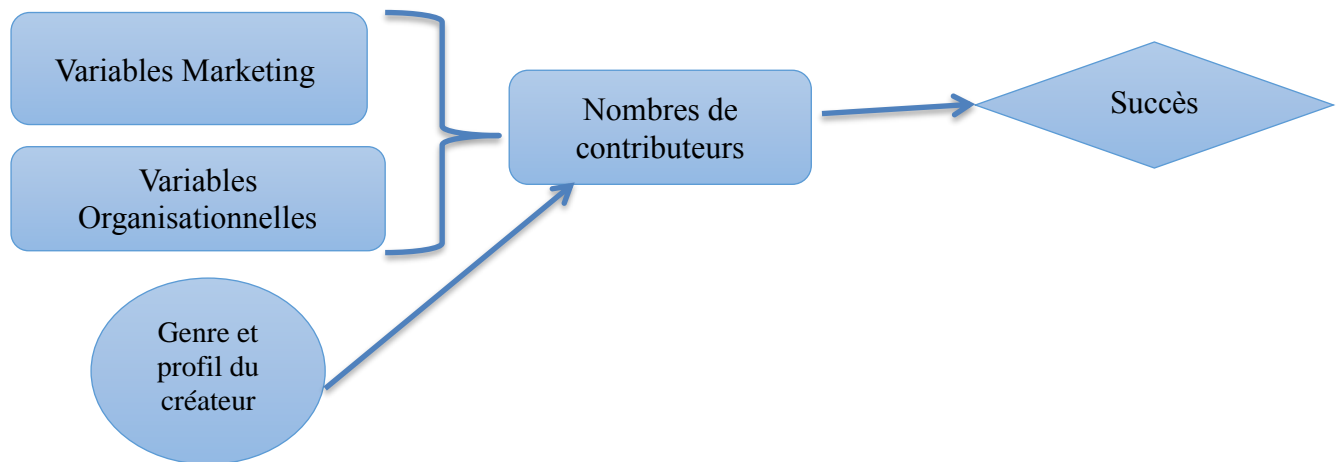 Variables Marketing
Variables
Organisationnelles
Genre et
profil du
créateur
Nombres de
contributeurs
Succès